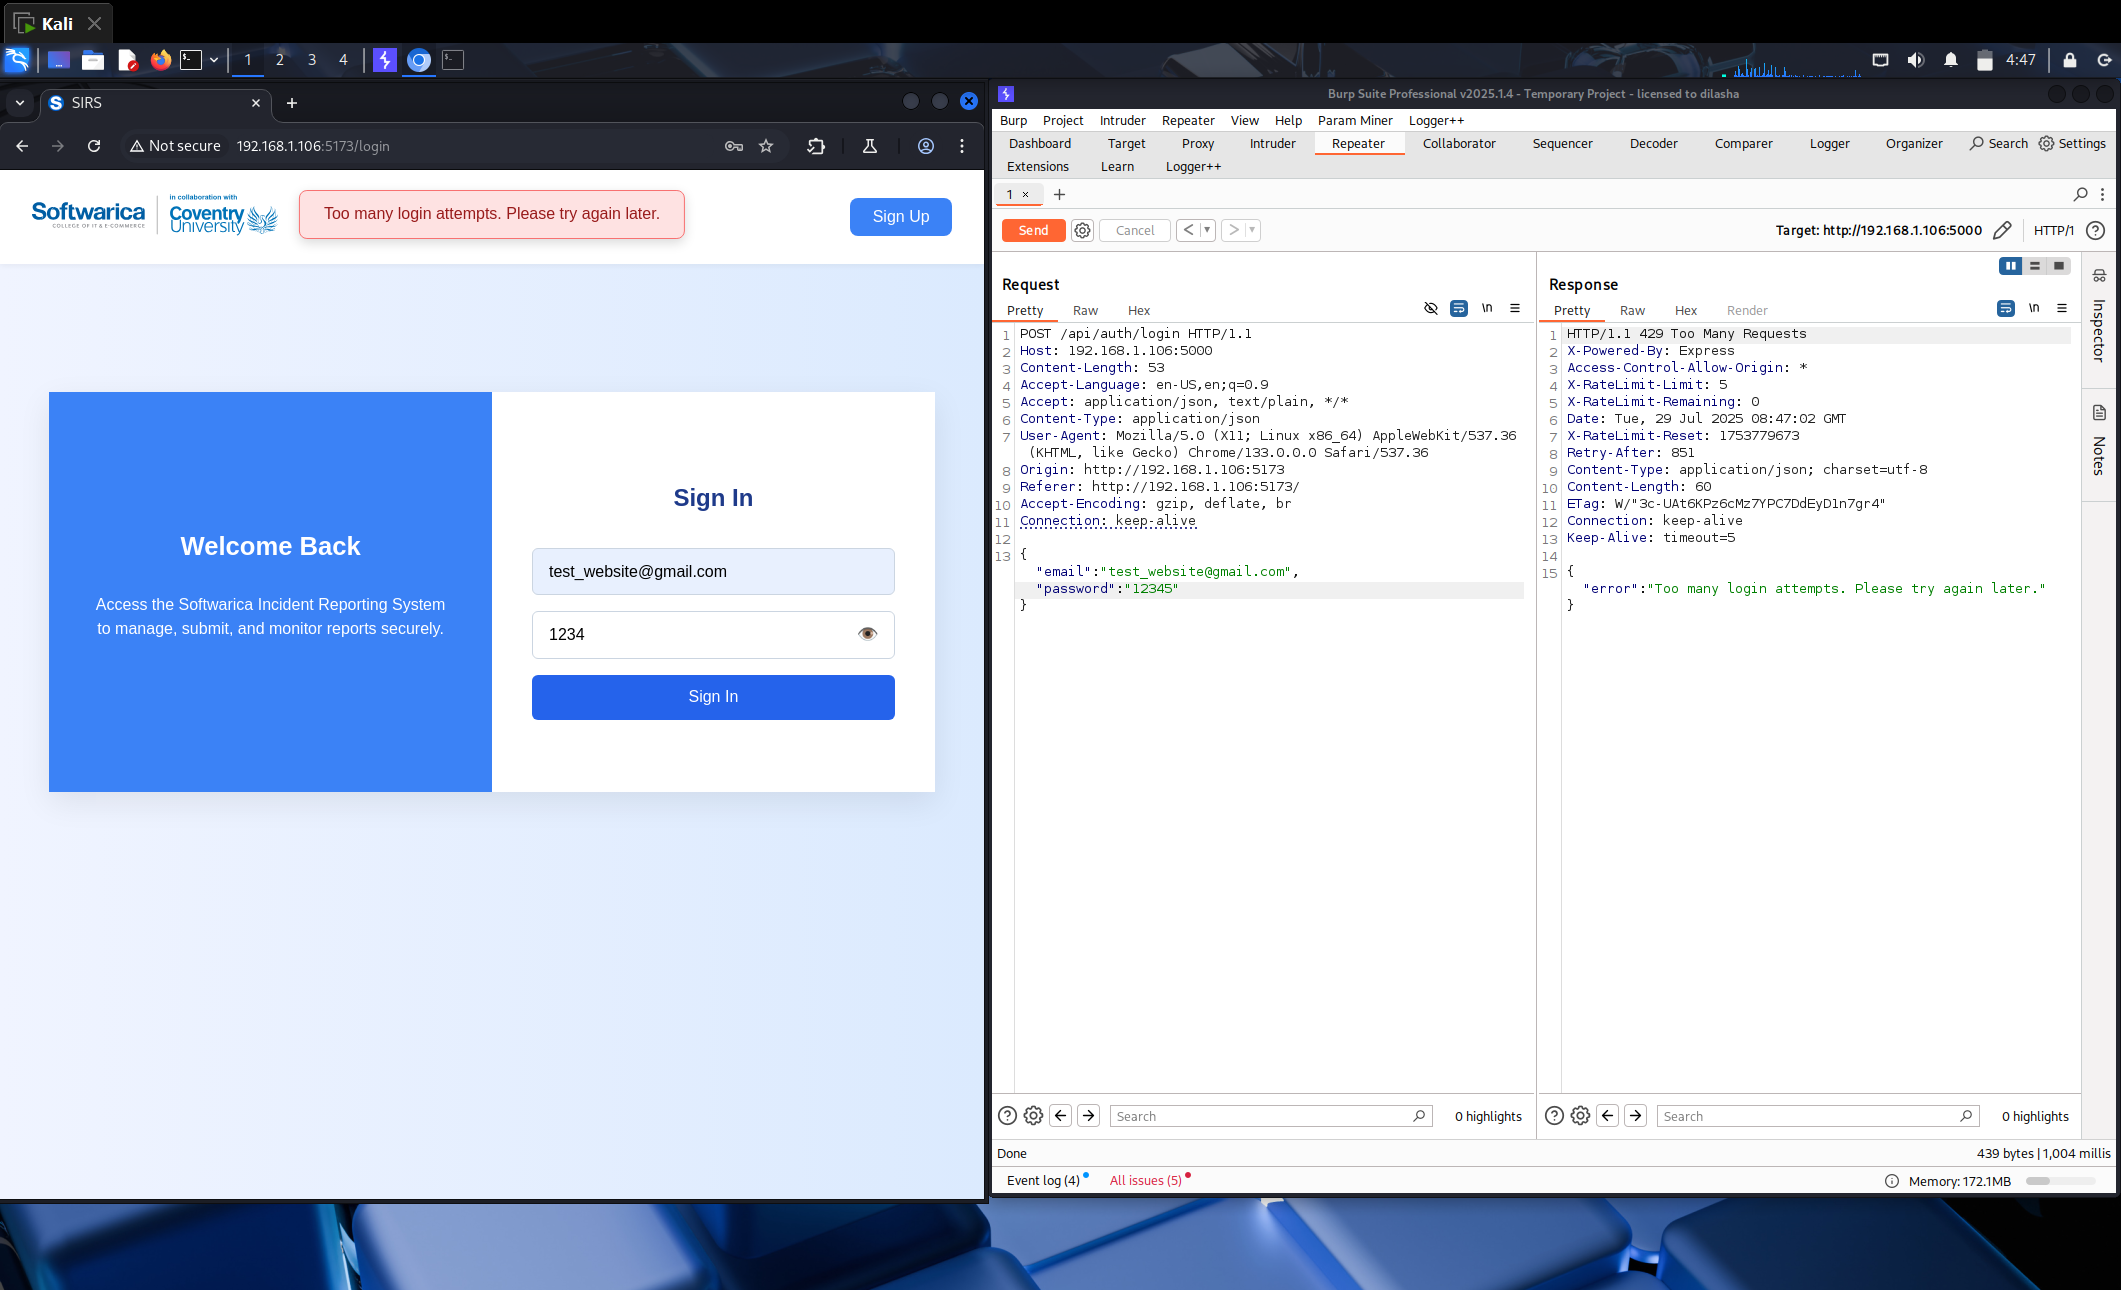 Kali
1 2 3 4
4:47
SIRS
Not secure 192.168.1.106:5173/login
Softwarica
COLLEGE OF IT & E-COMMERCE
in collaboration with
Coventry
University
Too many login attempts. Please try again later.
Sign Up
Welcome Back
Access the Softwarica Incident Reporting System
to manage, submit, and monitor reports securely.
Sign In
test_website@gmail.com
1234
Sign In
Burp Suite Professional v2025.1.4 - Temporary Project - licensed to dilasha
Burp Project Intruder Repeater View Help Param Miner Logger++
Dashboard Target Proxy Intruder Repeater Collaborator Sequencer Decoder Comparer Logger Organizer Search Settings
Extensions Learn Logger++
1 ×
Send Cancel Target: http://192.168.1.106:5000 HTTP/1
Request
Pretty Raw Hex \n
1 POST /api/auth/login HTTP/1.1
2 Host: 192.168.1.106:5000
3 Content-Length: 53
4 Accept-Language: en-US,en;q=0.9
5 Accept: application/json, text/plain, */*
6 Content-Type: application/json
7 User-Agent: Mozilla/5.0 (X11; Linux x86_64) AppleWebKit/537.36
(KHTML, like Gecko) Chrome/133.0.0.0 Safari/537.36
8 Origin: http://192.168.1.106:5173
9 Referer: http://192.168.1.106:5173/
10 Accept-Encoding: gzip, deflate, br
11 Connection: keep-alive
12
13 {
"email":"test_website@gmail.com",
"password":"12345"
}
Search 0 highlights
Response
Pretty Raw Hex Render \n
1 HTTP/1.1 429 Too Many Requests
2 X-Powered-By: Express
3 Access-Control-Allow-Origin: *
4 X-RateLimit-Limit: 5
5 X-RateLimit-Remaining: 0
6 Date: Tue, 29 Jul 2025 08:47:02 GMT
7 X-RateLimit-Reset: 1753779673
8 Retry-After: 851
9 Content-Type: application/json; charset=utf-8
10 Content-Length: 60
11 ETag: W/"3c-UAt6KPz6cMz7YPC7DdEyD1n7gr4"
12 Connection: keep-alive
13 Keep-Alive: timeout=5
14
15 {
"error":"Too many login attempts. Please try again later."
}
Search 0 highlights
Inspector
Notes
Done 439 bytes | 1,004 millis
Event log (4) All issues (5) Memory: 172.1MB